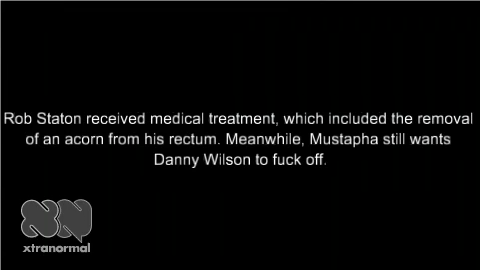 Rob Staton received medical treatment, which included the removal
of an acorn from his rectum. Meanwhile, Mustapha still wants
Danny Wilson to fuck off.
XN
xtranormal